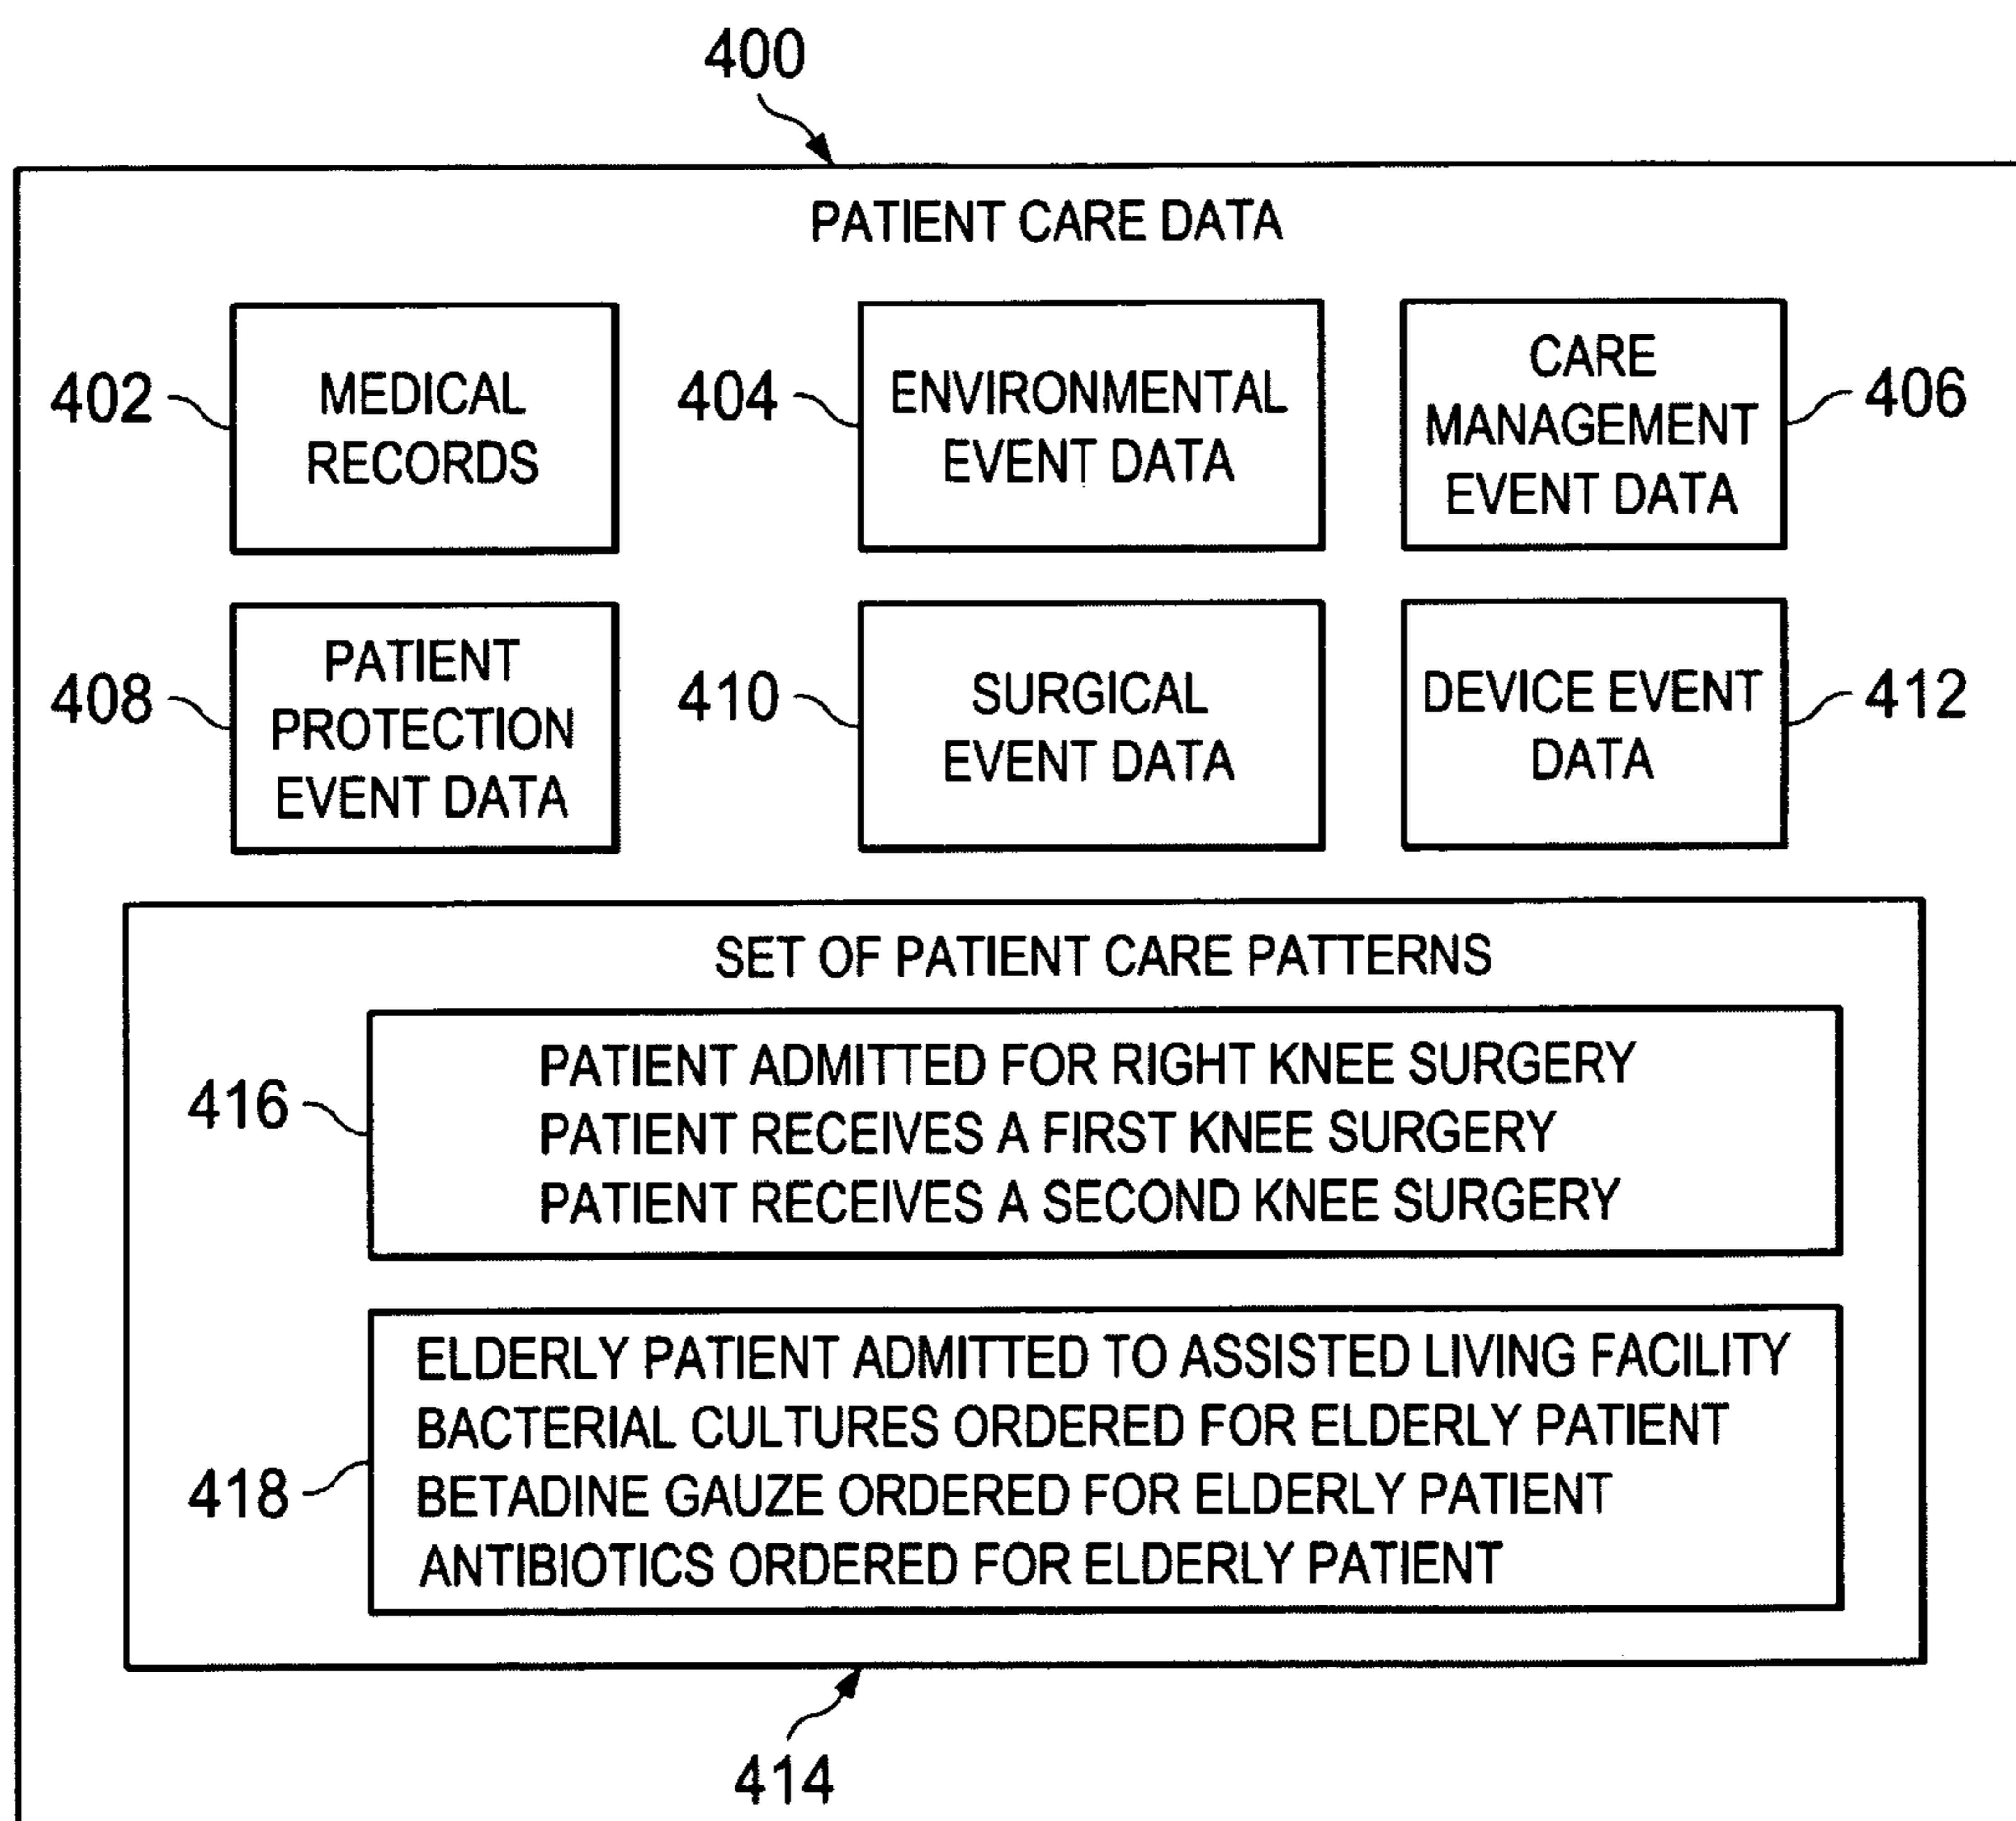 400
PATIENT CARE DATA
402
MEDICAL
RECORDS
404
ENVIRONMENTAL
EVENT DATA
CARE
MANAGEMENT
EVENT DATA
406
408
PATIENT
PROTECTION
EVENT DATA
410
SURGICAL
EVENT DATA
DEVICE EVENT
DATA
412
SET OF PATIENT CARE PATTERNS
416
PATIENT ADMITTED FOR RIGHT KNEE SURGERY
PATIENT RECEIVES A FIRST KNEE SURGERY
PATIENT RECEIVES A SECOND KNEE SURGERY
418
ELDERLY PATIENT ADMITTED TO ASSISTED LIVING FACILITY
BACTERIAL CULTURES ORDERED FOR ELDERLY PATIENT
BETADINE GAUZE ORDERED FOR ELDERLY PATIENT
ANTIBIOTICS ORDERED FOR ELDERLY PATIENT
414